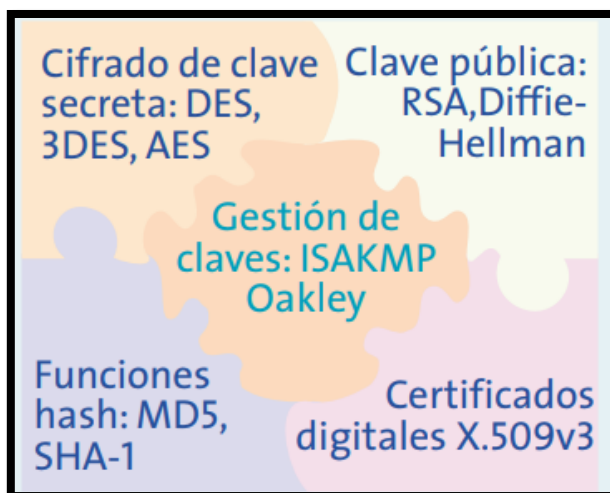 Cifrado de clave
secreta: DES,
3DES, AES
Clave pública:
RSA,Diffie-
Hellman
Gestión de
claves: ISAKMP
Oakley
Funciones
hash: MD5,
SHA-1
Certificados
digitales X.509v3